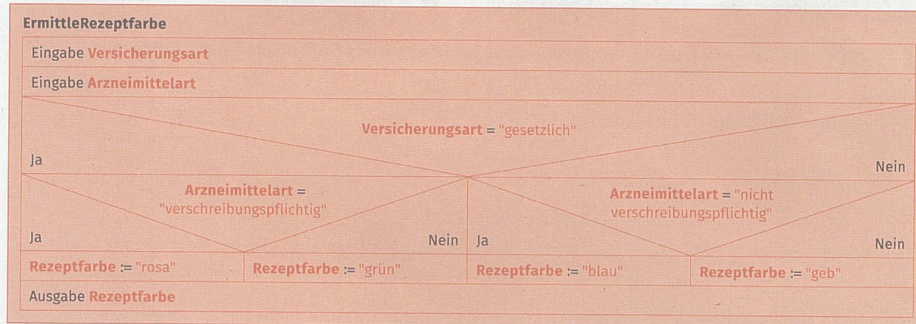 ErmittleRezeptfarbe
Eingabe Versicherungsart
Eingabe Arzneimittelart
Versicherungsart = "gesetzlich"
Ja
Nein
Arzneimittelart =
"verschreibungspflichtig"
Ja
Nein
Arzneimittelart = "nicht
verschreibungspflichtig"
Ja
Nein
Rezeptfarbe := "rosa"
Rezeptfarbe := "grün"
Rezeptfarbe := "blau"
Rezeptfarbe := "geb"
Ausgabe Rezeptfarbe